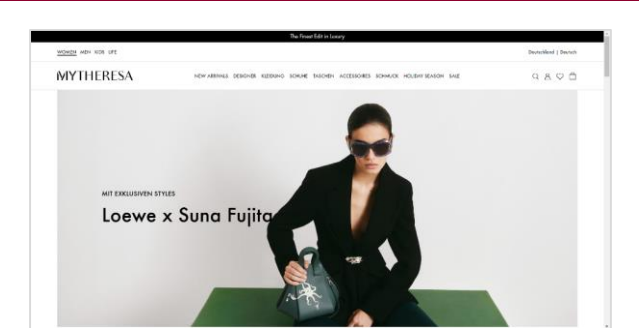 The Finest Edit in Luxury
WOMEN MEN KIDS LIFE
Deutschland | Deutsch
MYTHERESA
NEW ARRIVALS DESIGNER KLEIDUNG SCHUHE TASCHEN ACCESSOIRES SCHMUCK HOLIDAY SEASON SALE
MIT EXKLUSIVEN STYLES
Loewe x Suna Fujita